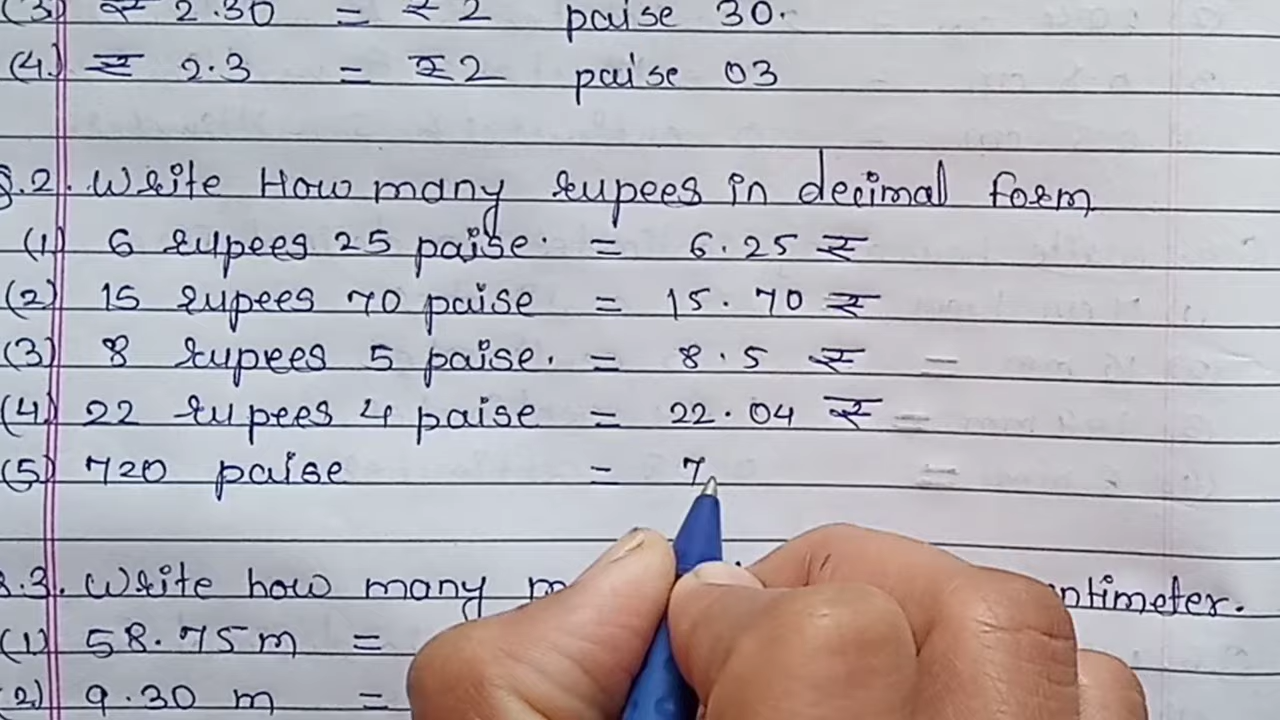 (3) ₹ 2.30 = ₹ 2 paise 30.
(4) ₹ 2.3 = ₹ 2 paise 03
Q.2. Write How many rupees in decimal form
(1) 6 rupees 25 paise. = 6.25 ₹
(2) 15 rupees 70 paise = 15.70 ₹
(3) 8 rupees 5 paise. = 8.5 ₹
(4) 22 rupees 4 paise = 22.04 ₹
(5) 720 paise = 7.
Q.3. Write how many
(1) 58.75 m =
(2) 9.30 m =